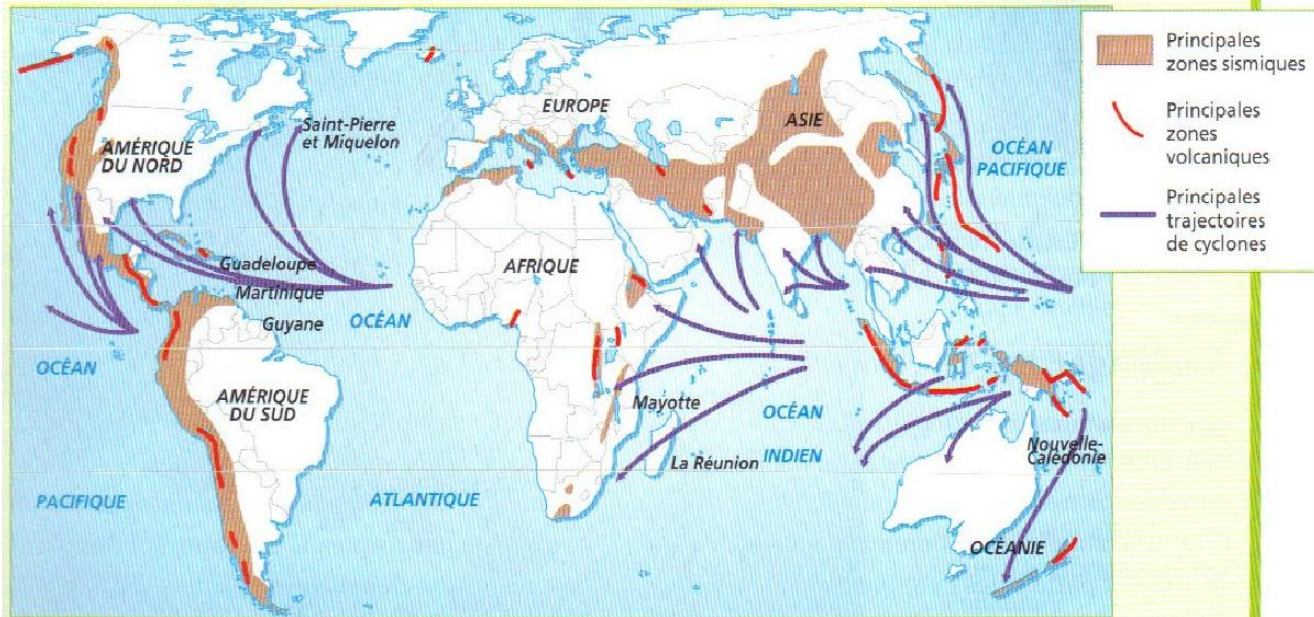 Saint-Pierre
et Miquelon
EUROPE
ASIE
AMÉRIQUE
DU NORD
OCÉAN
PACIFIQUE
Guadeloupe
Martinique
Guyane
AFRIQUE
OCÉAN
OCÉAN
AMÉRIQUE
DU SUD
Mayotte
OCÉAN
INDIEN
La Réunion
Nouvelle-
Calédonie
PACIFIQUE
ATLANTIQUE
OCÉANIE
Principales
zones sismiques
Principales
zones
volcaniques
Principales
trajectoires
de cyclones